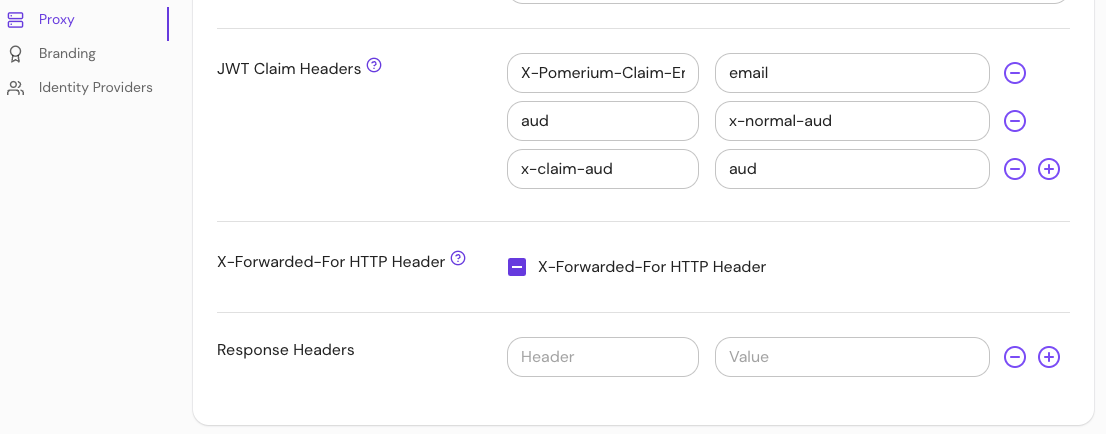 Proxy
Branding
Identity Providers
JWT Claim Headers
X-Pomerium-Claim-Er
email
aud
x-normal-aud
x-claim-aud
aud
X-Forwarded-For HTTP Header
X-Forwarded-For HTTP Header
Response Headers
Header
Value